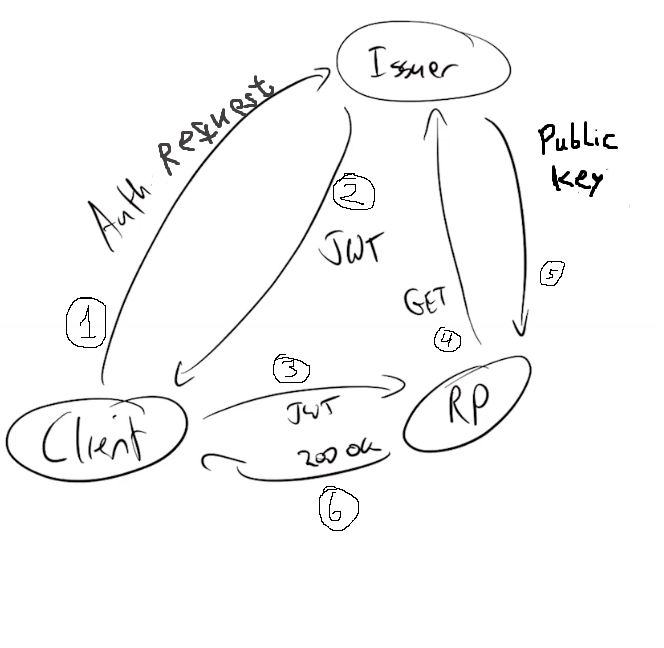 Issuer
Auth Request
Public
key
2
JWT
5
GET
1
4
3
JWT
RP
Client
200 OK
6